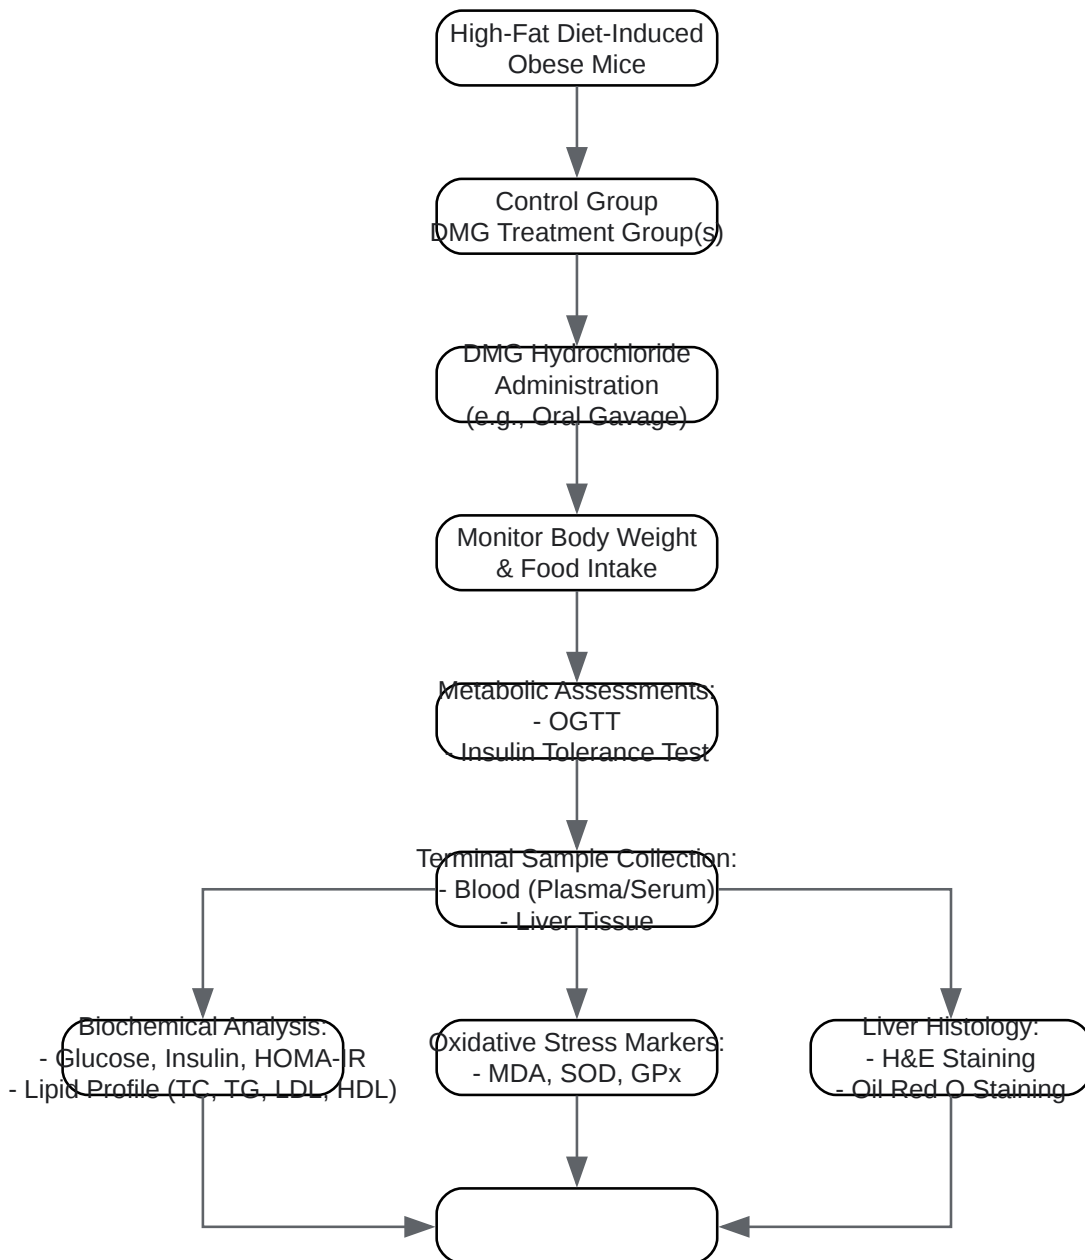 High-Fat Diet-Induced
Obese Mice
Control Group
DMG Treatment Group(s)
DMG Hydrochloride
Administration
(e.g., Oral Gavage)
Monitor Body Weight
& Food Intake
Metabolic Assessments:
- OGTT
- Insulin Tolerance Test
Terminal Sample Collection:
- Blood (Plasma/Serum)
- Liver Tissue
Biochemical Analysis:
- Glucose, Insulin, HOMA-IR
- Lipid Profile (TC, TG, LDL, HDL)
Oxidative Stress Markers:
- MDA, SOD, GPx
Liver Histology:
- H&E Staining
- Oil Red O Staining